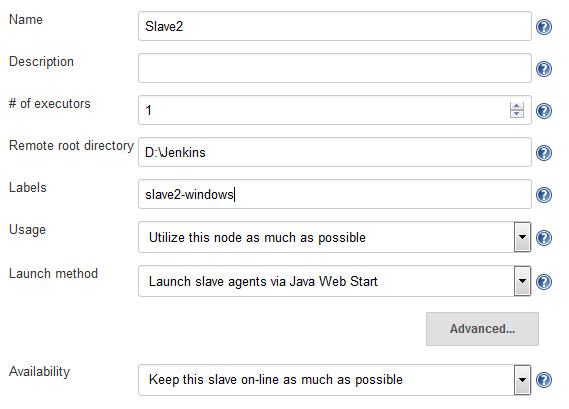 Name Slave2
Description
# of executors 1
Remote root directory D:\Jenkins
Labels slave2-windows
Usage Utilize this node as much as possible
Launch method Launch slave agents via Java Web Start
Advanced...
Availability Keep this slave on-line as much as possible